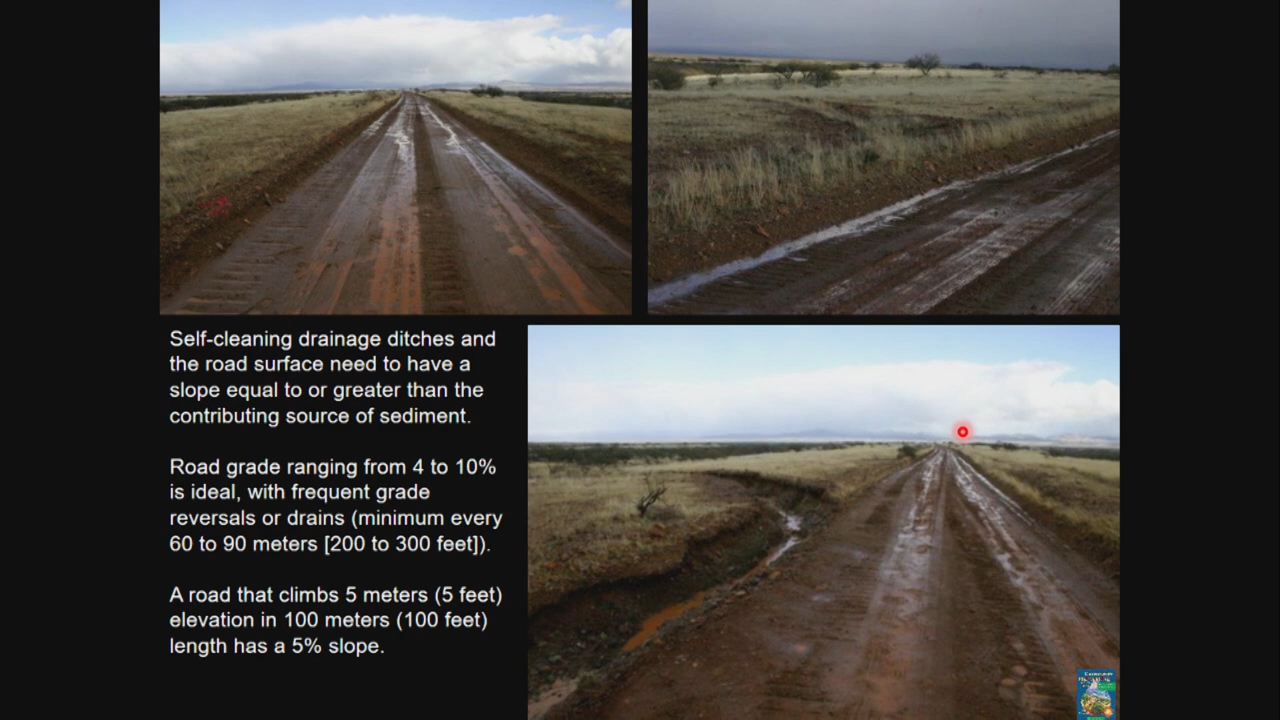 Self-cleaning drainage ditches and
the road surface need to have a
slope equal to or greater than the
contributing source of sediment.
Road grade ranging from 4 to 10%
is ideal, with frequent grade
reversals or drains (minimum every
60 to 90 meters [200 to 300 feet]).
A road that climbs 5 meters (5 feet)
elevation in 100 meters (100 feet)
length has a 5% slope.